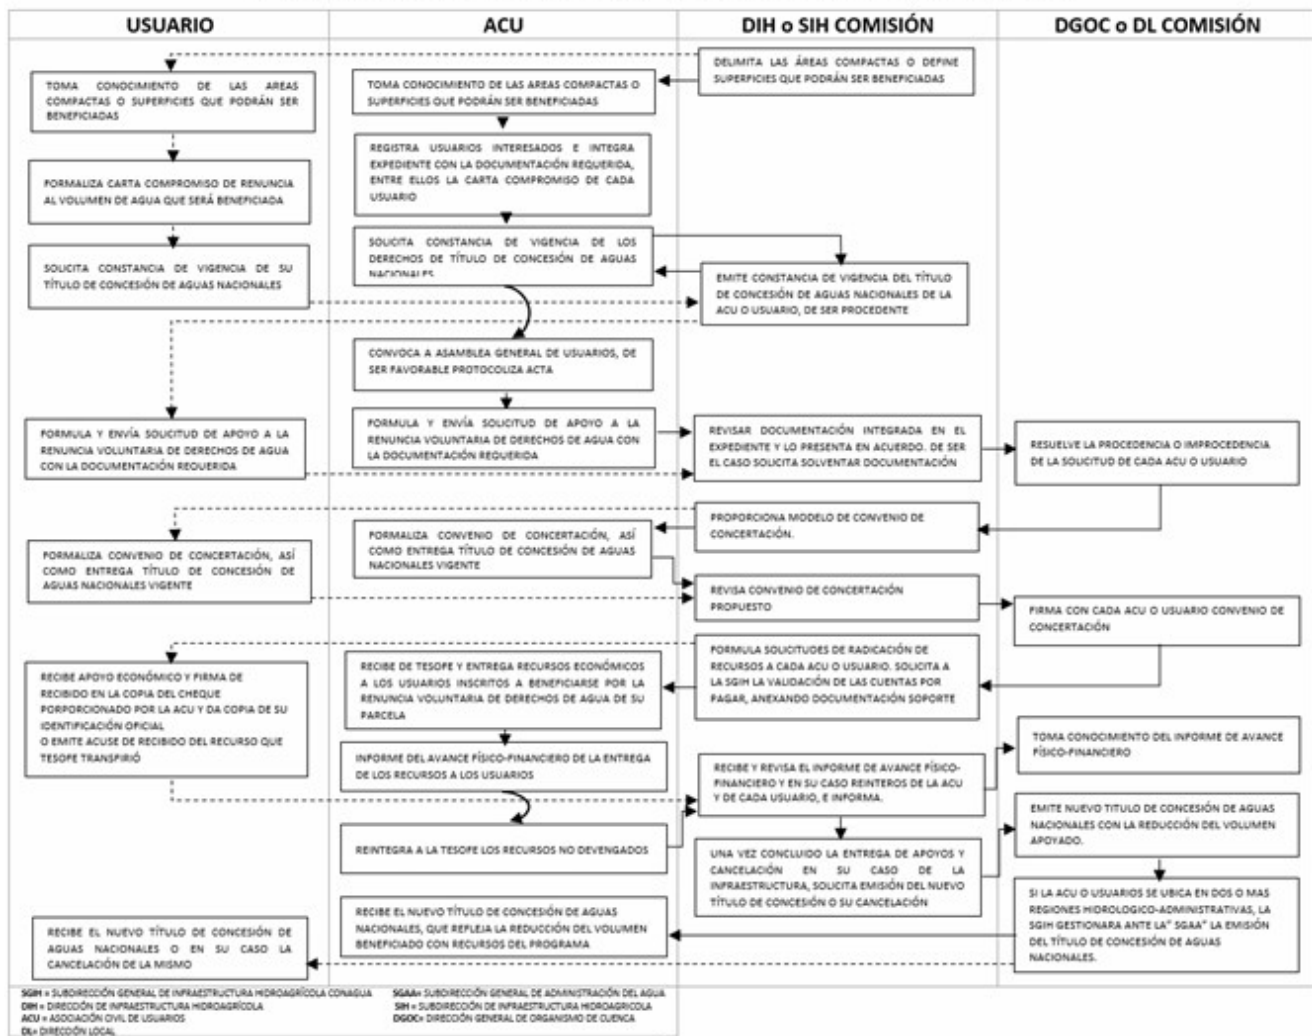 USUARIO
ACU
DIH o SIH COMISIÓN
DGOC o DL COMISIÓN
DELIMITA LAS ÁREAS COMPACTAS O DEFINE
SUPERFICIES QUE PODRÁN SER BENEFICIADAS
TOMA CONOCIMIENTO DE LAS AREAS
COMPACTAS O SUPERFICIES QUE PODRÁN SER
BENEFICIADAS
TOMA CONOCIMIENTO DE LAS AREAS COMPACTAS O
SUPERFICIES QUE PODRÁN SER BENEFICIADAS
REGISTRA USUARIOS INTERESADOS E INTEGRA
EXPEDIENTE CON LA DOCUMENTACIÓN REQUERIDA,
ENTRE ELLOS LA CARTA COMPROMISO DE CADA
USUARIO
FORMALIZA CARTA COMPROMISO DE RENUNCIA
AL VOLUMEN DE AGUA QUE SERÁ BENEFICIADA
SOLICITA CONSTANCIA DE VIGENCIA DE LOS
DERECHOS DE TÍTULO DE CONCESIÓN DE AGUAS
NACIONALES
SOLICITA CONSTANCIA DE VIGENCIA DE SU
TÍTULO DE CONCESIÓN DE AGUAS NACIONALES
EMITE CONSTANCIA DE VIGENCIA DEL TÍTULO
DE CONCESIÓN DE AGUAS NACIONALES DE LA
ACU O USUARIO, DE SER PROCEDENTE
CONVOCA A ASAMBLEA GENERAL DE USUARIOS, DE
SER FAVORABLE PROTOCOLIZA ACTA
FORMULA Y ENVÍA SOLICITUD DE APOYO A LA
RENUNCIA VOLUNTARIA DE DERECHOS DE AGUA
CON LA DOCUMENTACIÓN REQUERIDA
FORMULA Y ENVÍA SOLICITUD DE APOYO A LA
RENUNCIA VOLUNTARIA DE DERECHOS DE AGUA CON
LA DOCUMENTACIÓN REQUERIDA
REVISAR DOCUMENTACIÓN INTEGRADA EN EL
EXPEDIENTE Y LO PRESENTA EN ACUERDO. DE SER
EL CASO SOLICITA SOLVENTAR DOCUMENTACIÓN
RESUELVE LA PROCEDENCIA O IMPROCEDENCIA
DE LA SOLICITUD DE CADA ACU O USUARIO
PROPORCIONA MODELO DE CONVENIO DE
CONCERTACIÓN.
FORMALIZA CONVENIO DE CONCERTACIÓN, ASÍ
COMO ENTREGA TÍTULO DE CONCESIÓN DE AGUAS
NACIONALES VIGENTE
FORMALIZA CONVENIO DE CONCERTACIÓN, ASÍ
COMO ENTREGA TÍTULO DE CONCESIÓN DE
AGUAS NACIONALES VIGENTE
REVISA CONVENIO DE CONCERTACIÓN
PROPUESTO
FIRMA CON CADA ACU O USUARIO CONVENIO DE
CONCERTACIÓN
FORMULA SOLICITUDES DE RADICACIÓN DE
RECURSOS A CADA ACU O USUARIO. SOLICITA A
LA SGIH LA VALIDACIÓN DE LAS CUENTAS POR
PAGAR, ANEXANDO DOCUMENTACIÓN SOPORTE
RECIBE DE TESOFE Y ENTREGA RECURSOS ECONÓMICOS
A LOS USUARIOS INSCRITOS A BENEFICIARSE POR LA
RENUNCIA VOLUNTARIA DE DERECHOS DE AGUA DE SU
PARCELA
RECIBE APOYO ECONÓMICO Y FIRMA DE
RECIBIDO EN LA COPIA DEL CHEQUE
PORPORCIONADO POR LA ACU Y DA COPIA DE SU
IDENTIFICACIÓN OFICIAL
O EMITE ACUSE DE RECIBIDO DEL RECURSO QUE
TESOFE TRANSFIRIÓ
INFORME DEL AVANCE FÍSICO-FINANCIERO DE LA ENTREGA
DE LOS RECURSOS A LOS USUARIOS
RECIBE Y REVISA EL INFORME DE AVANCE FÍSICO-
FINANCIERO Y EN SU CASO REINTEROS DE LA ACU
Y DE CADA USUARIO, E INFORMA.
TOMA CONOCIMIENTO DEL INFORME DE AVANCE
FÍSICO-FINANCIERO
EMITE NUEVO TITULO DE CONCESIÓN DE AGUAS
NACIONALES CON LA REDUCCIÓN DEL VOLUMEN
APOYADO.
REINTEGRA A LA TESOFE LOS RECURSOS NO DEVENGADOS
UNA VEZ CONCLUIDO LA ENTREGA DE APOYOS Y
CANCELACIÓN EN SU CASO DE LA
INFRAESTRUCTURA, SOLICITA EMISIÓN DEL NUEVO
TÍTULO DE CONCESIÓN O SU CANCELACIÓN
SI LA ACU O USUARIOS SE UBICA EN DOS O MAS
REGIONES HIDROLOGICO-ADMINISTRATIVAS, LA
SGIH GESTIONARA ANTE LA" SGAA" LA EMISIÓN
DEL TÍTULO DE CONCESIÓN DE AGUAS
NACIONALES.
RECIBE EL NUEVO TÍTULO DE CONCESIÓN DE AGUAS
NACIONALES, QUE REFLEJA LA REDUCCIÓN DEL VOLUMEN
BENEFICIADO CON RECURSOS DEL PROGRAMA
RECIBE EL NUEVO TÍTULO DE CONCESIÓN DE
AGUAS NACIONALES O EN SU CASO LA
CANCELACIÓN DE LA MISMO
SGIH = SUBDIRECCIÓN GENERAL DE INFRAESTRUCTURA HIDROAGRÍCOLA CONAGUA
DIH = DIRECCIÓN DE INFRAESTRUCTURA HIDROAGRÍCOLA
ACU = ASOCIACIÓN CIVIL DE USUARIOS
DL= DIRECCIÓN LOCAL
SGAA= SUBDIRECCIÓN GENERAL DE ADMINISTRACIÓN DEL AGUA
SIH = SUBDIRECCIÓN DE INFRAESTRUCTURA HIDROAGRICOLA
DGOC= DIRECCIÓN GENERAL DE ORGANISMO DE CUENCA